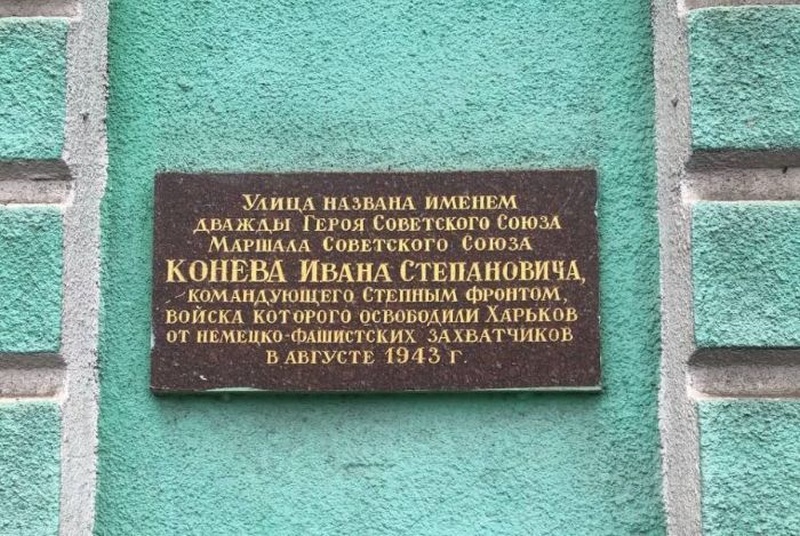 Улица названа именем
дважды Героя Советского Союза
Маршала Советского Союза
КОНЕВА Ивана Степановича,
командующего Степным фронтом,
войска которого освободили Харьков
от немецко-фашистских захватчиков
в августе 1943 г.